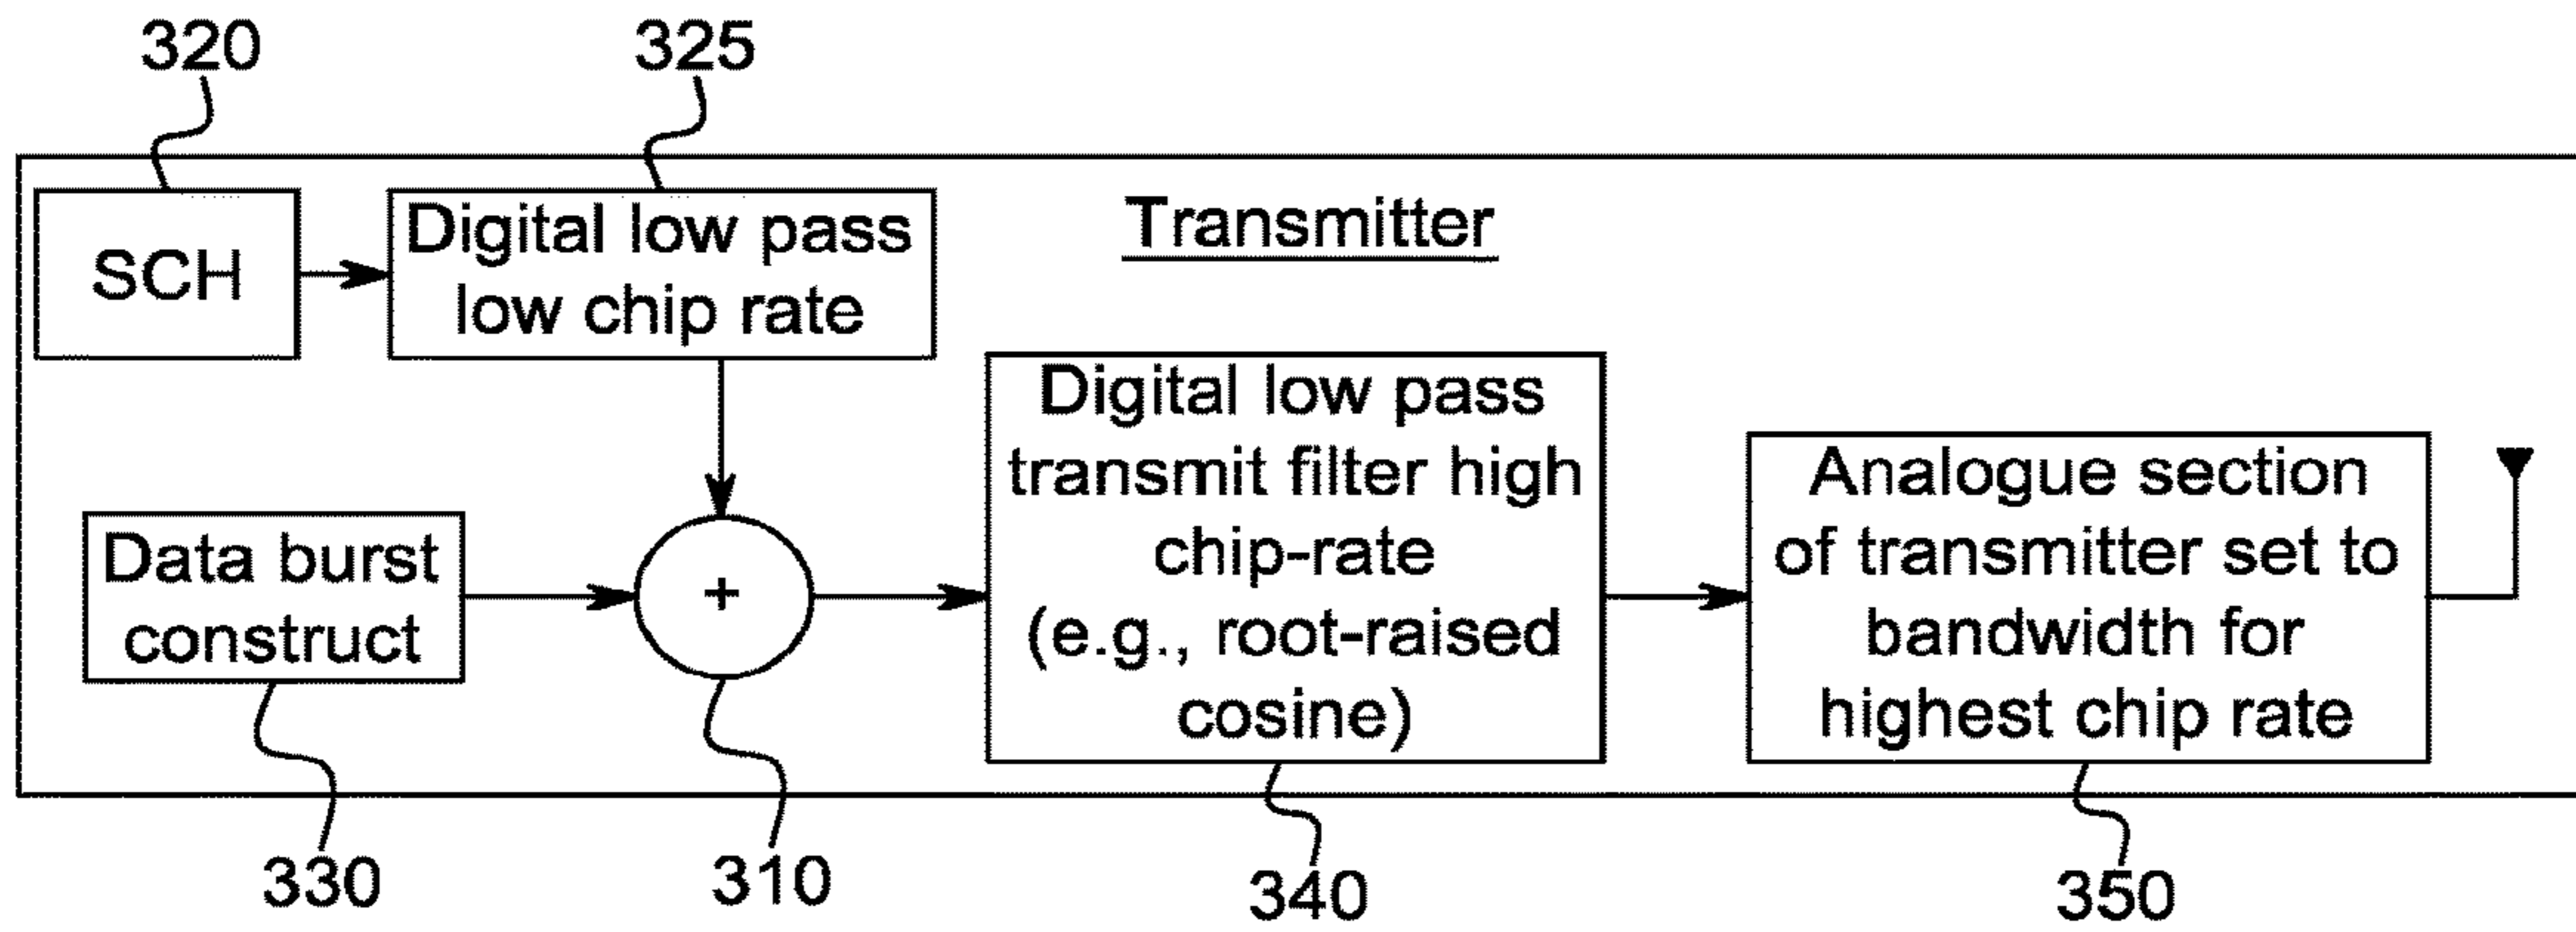 320
325
Transmitter
SCH
Digital low pass
low chip rate
Data burst
construct
+
Digital low pass
transmit filter high
chip-rate
(e.g., root-raised
cosine)
Analogue section
of transmitter set to
bandwidth for
highest chip rate
330
310
340
350